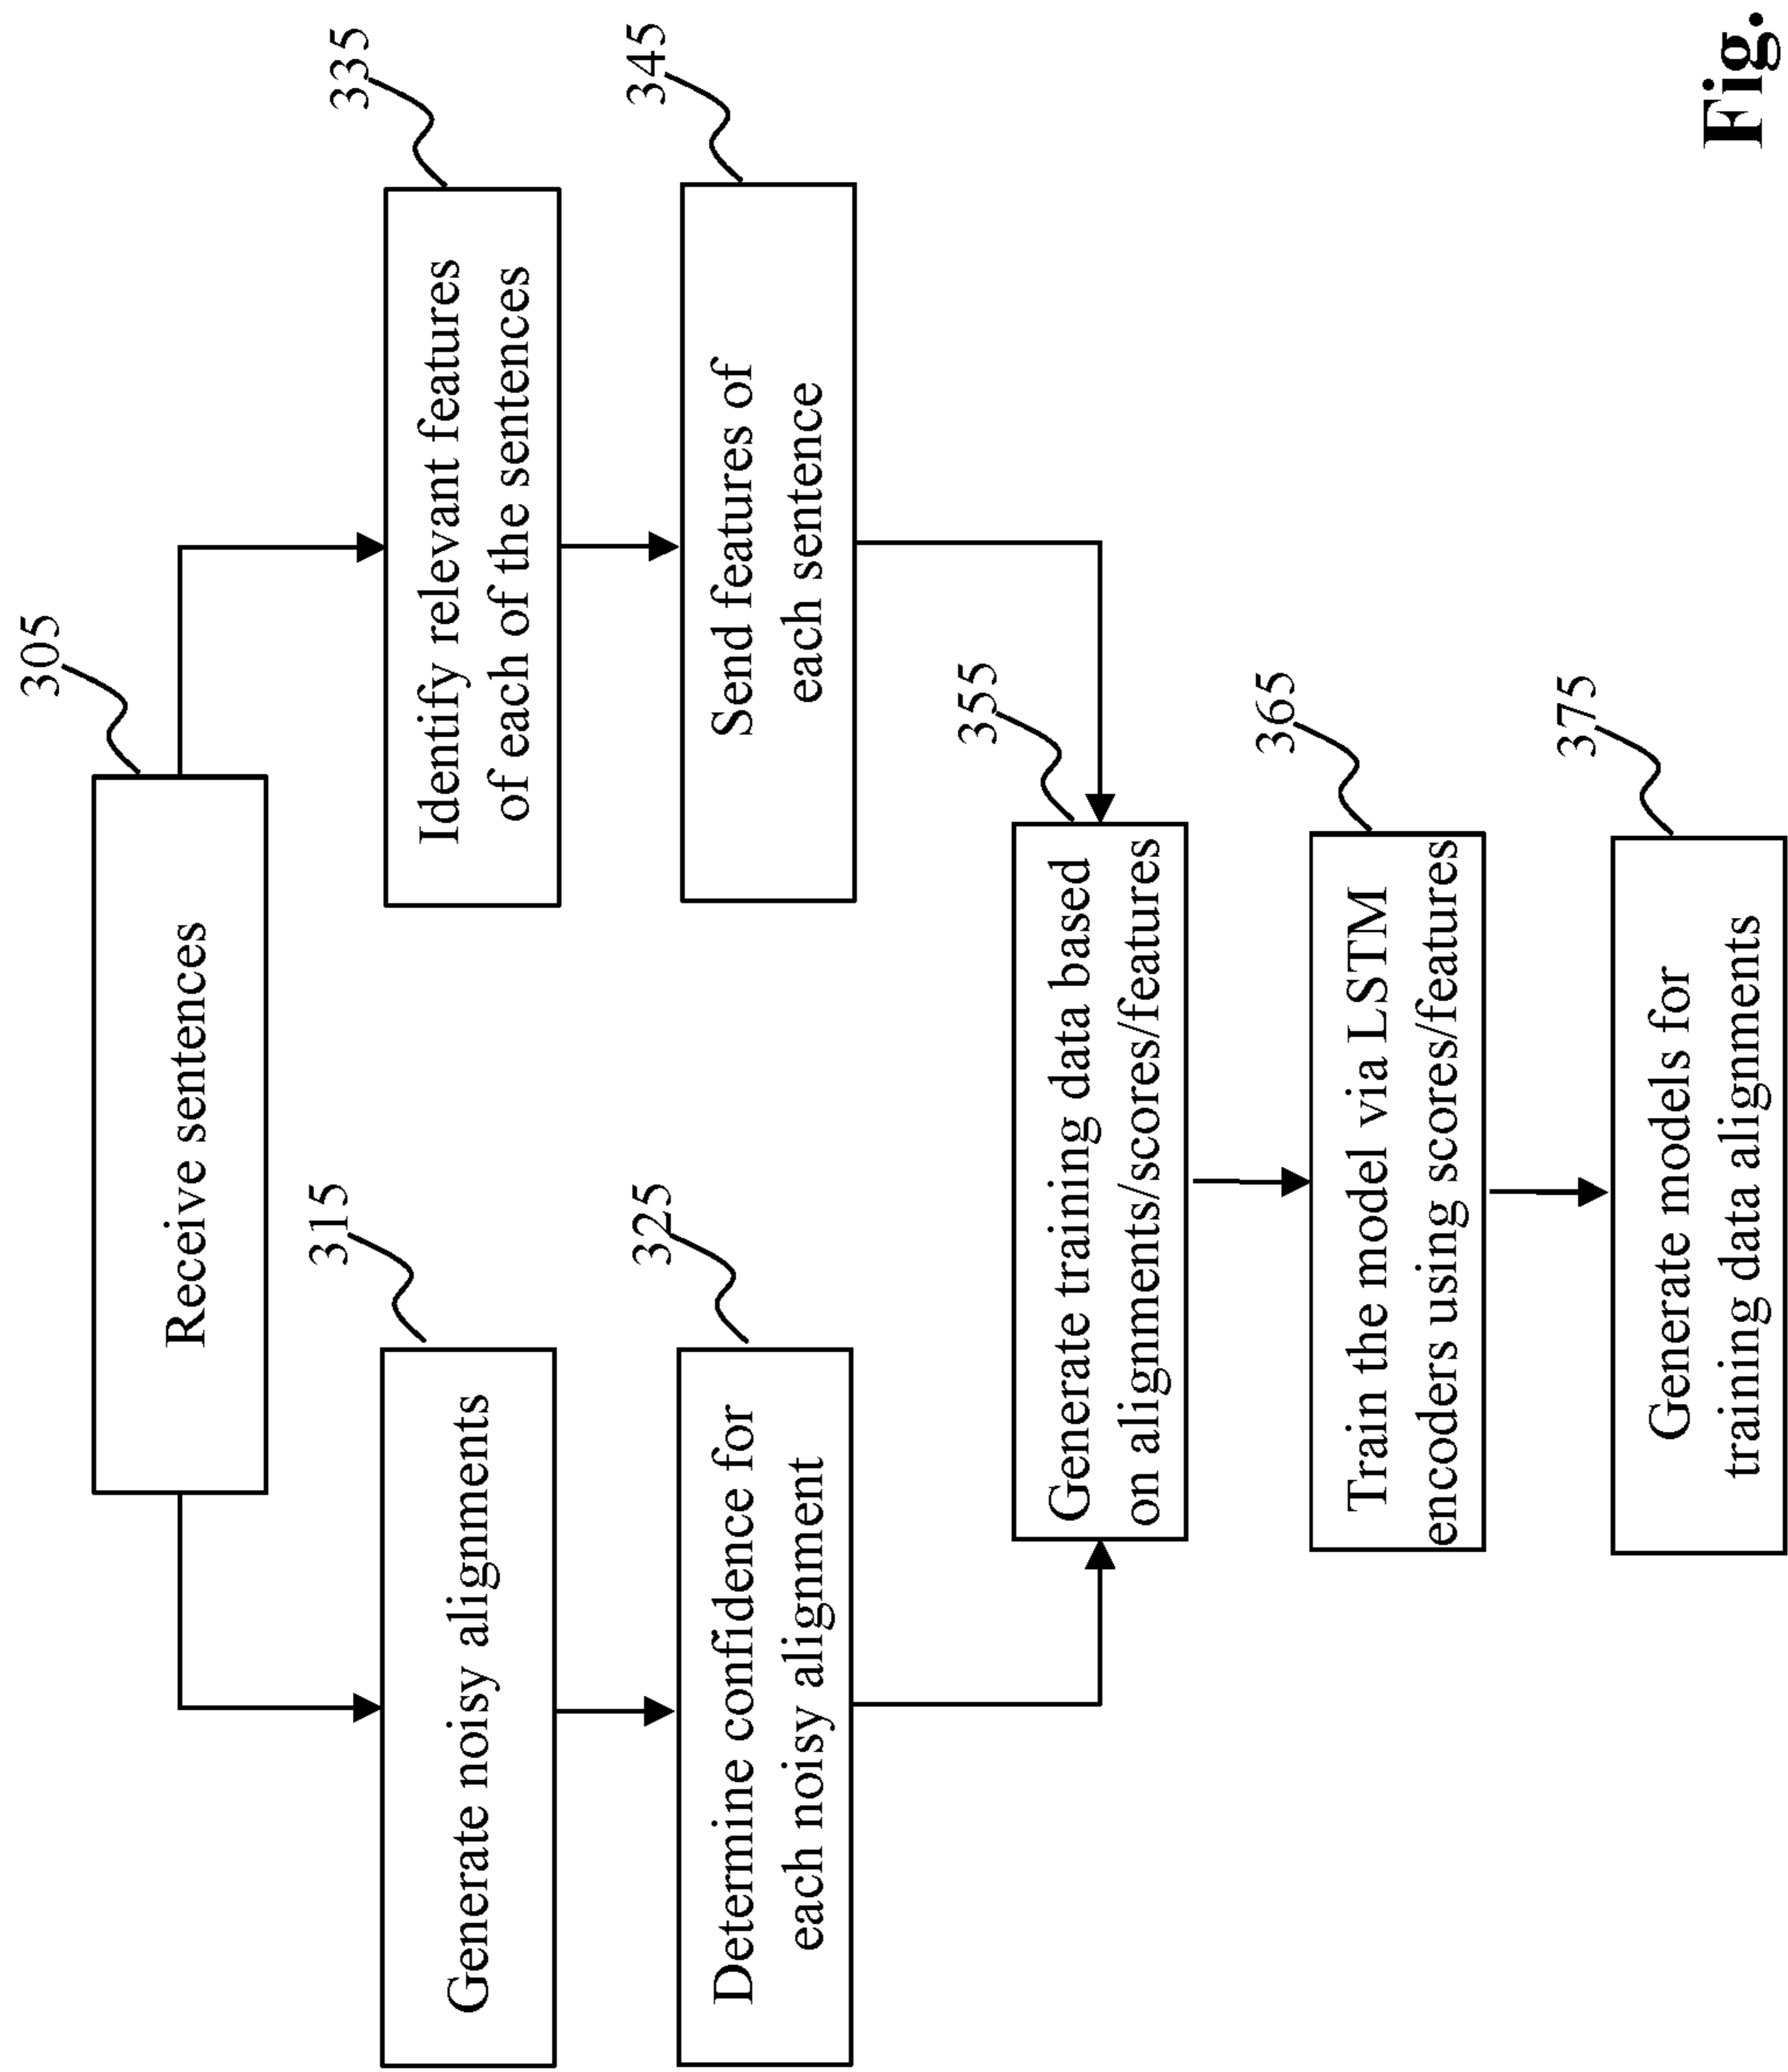 305
Receive sentences
315
Generate noisy alignments
335
Identify relevant features
of each of the sentences
325
Determine confidence for
each noisy alignment
345
Send features of
each sentence
355
Generate training data based
on alignments/scores/features
365
Train the model via LSTM
encoders using scores/features
375
Generate models for
training data alignments
Fig.